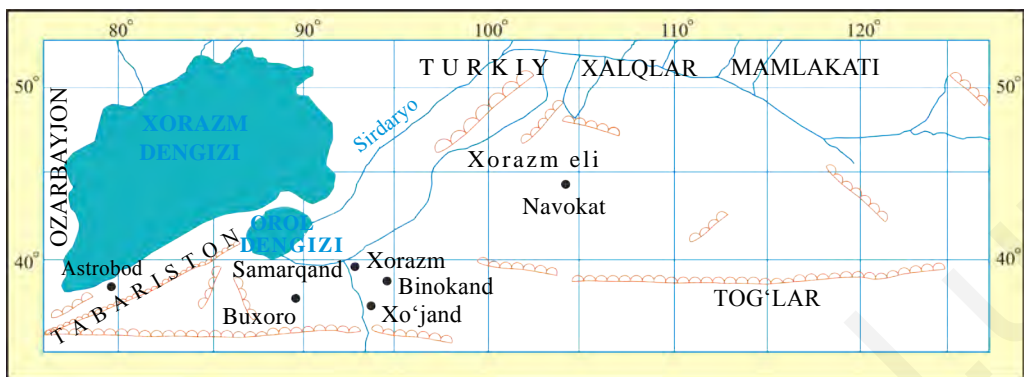 80° 90° 100° 110° 120°
TURKIY XALQLAR MAMLAKATI
50° 50°
OZARBAYJON
XORAZM
DENGIZI
Sirdaryo
Xorazm eli
Navokat
OROL
DENGIZI
TABARISTON
40° 40°
Astrobod
Samarqand
Xorazm
Binokand
Buxoro
Xo‘jand
TOG‘LAR